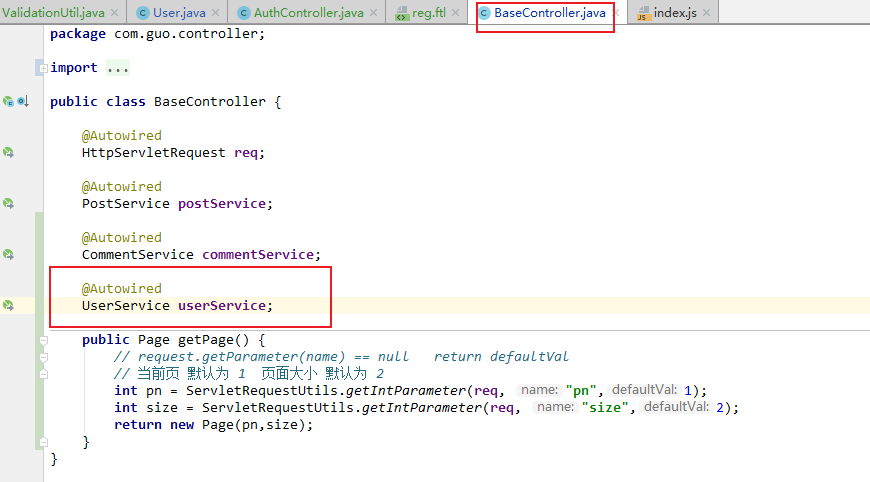 ValidationUtil.java × User.java × AuthController.java × reg.ftl × BaseController.java × index.js ×
package com.guo.controller;
import ...
public class BaseController {
@Autowired
HttpServletRequest req;
@Autowired
PostService postService;
@Autowired
CommentService commentService;
@Autowired
UserService userService;
public Page getPage() {
// request.getParameter(name) == null   return defaultVal
// 当前页 默认为 1  页面大小 默认为 2
int pn = ServletRequestUtils.getIntParameter(req, name: "pn", defaultVal: 1);
int size = ServletRequestUtils.getIntParameter(req, name: "size", defaultVal: 2);
return new Page(pn,size);
}
}